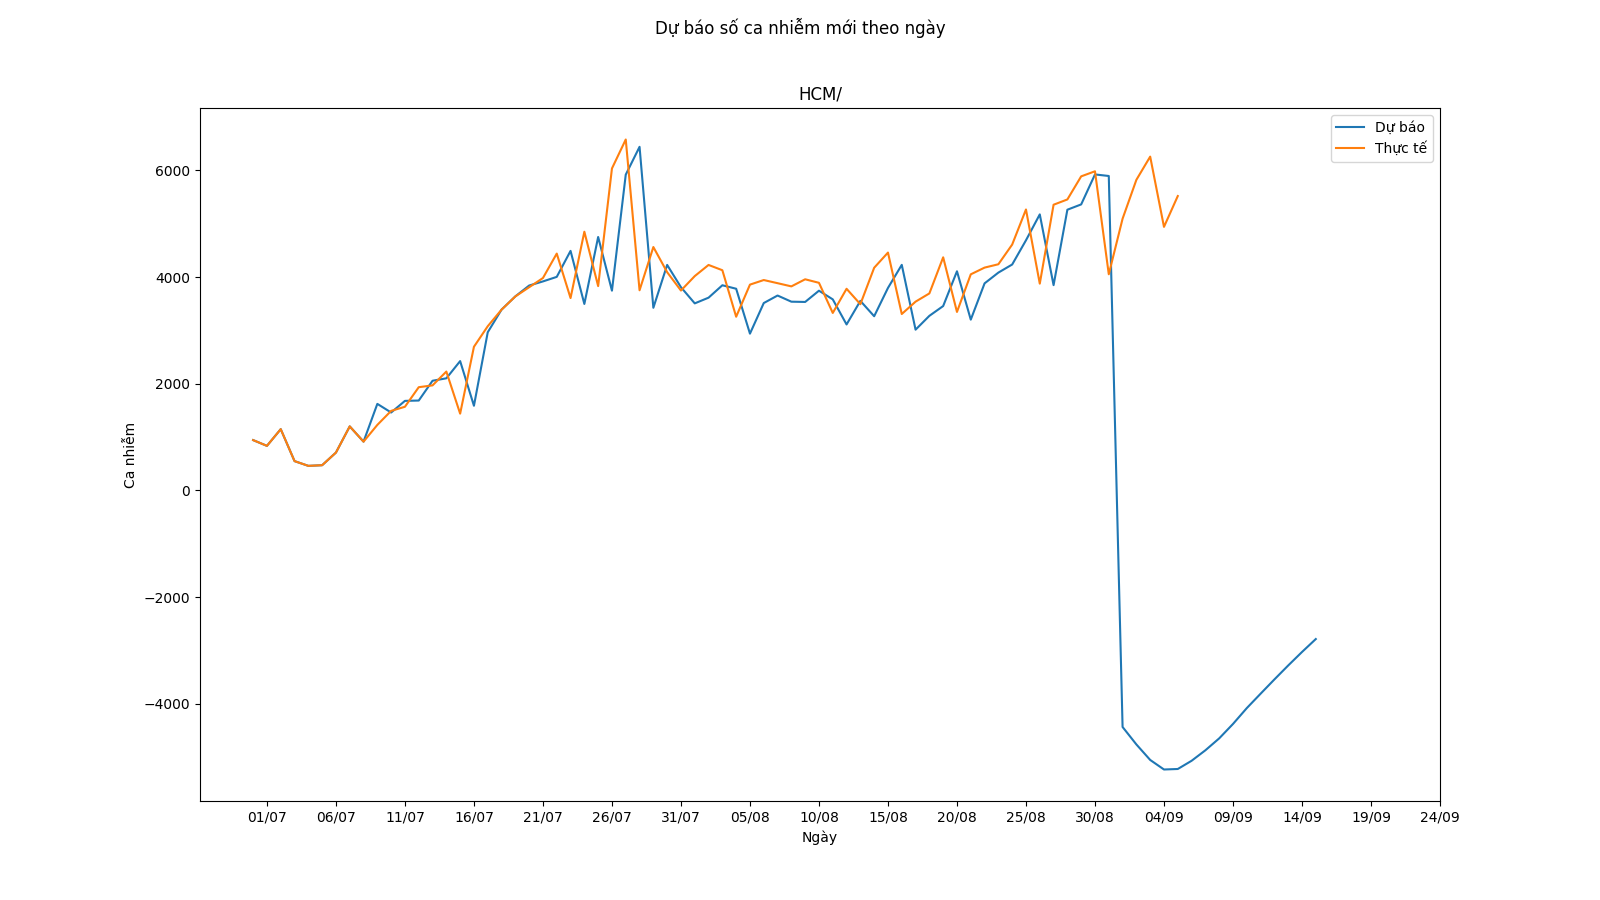 Dự báo số ca nhiễm mới theo ngày
HCM/
Dự báo
Thực tế
6000
4000
2000
0
−2000
−4000
Ca nhiễm
01/07 06/07 11/07 16/07 21/07 26/07 31/07 05/08 10/08 15/08 20/08 25/08 30/08 04/09 09/09 14/09 19/09 24/09
Ngày